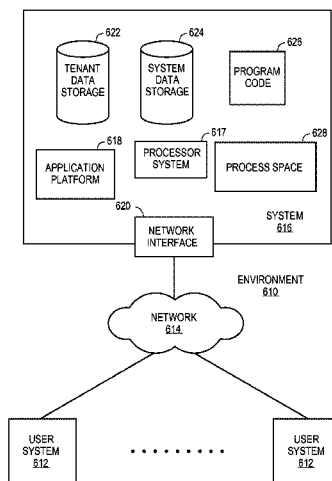 622
624
626
TENANT
DATA
STORAGE
SYSTEM
DATA
STORAGE
PROGRAM
CODE
618
617
628
APPLICATION
PLATFORM
PROCESSOR
SYSTEM
PROCESS SPACE
620
SYSTEM
616
NETWORK
INTERFACE
ENVIRONMENT
610
NETWORK
614
USER
SYSTEM
612
USER
SYSTEM
612